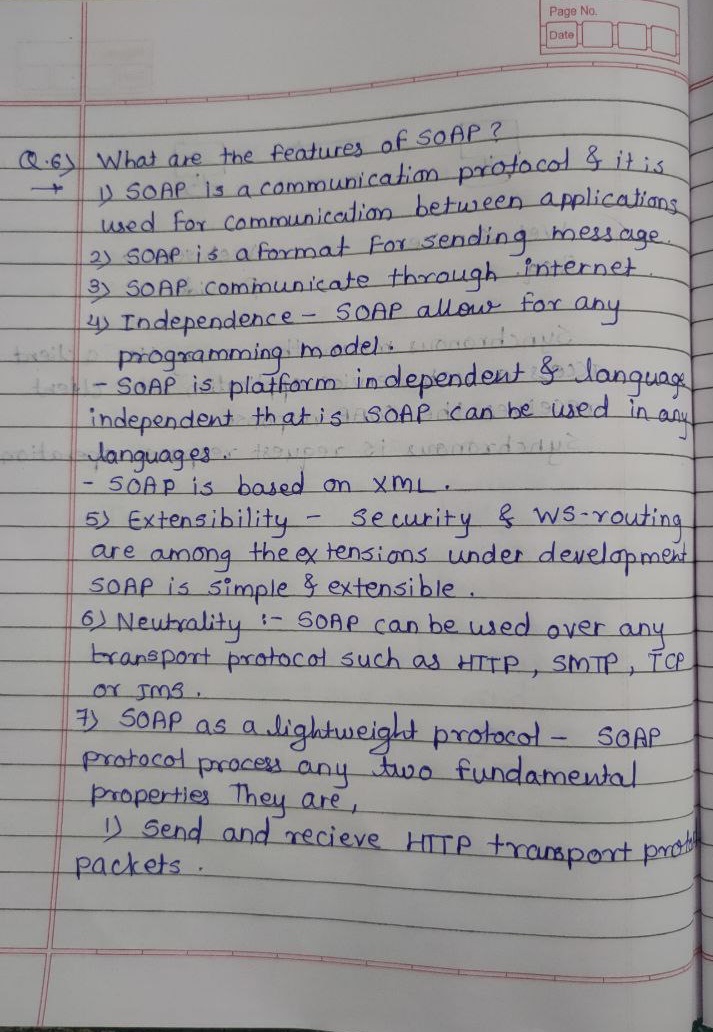 Page No.
Date
Q.6) What are the features of SOAP?
→ 1) SOAP is a communication protocol & it is
used for communication between applications
2) SOAP is a format for sending message.
3) SOAP communicate through internet.
4) Independence - SOAP allow for any
programming model.
- SOAP is platform independent & language
independent that is SOAP can be used in any
languages.
- SOAP is based on XML.
5) Extensibility - Security & WS-routing
are among the extensions under development
SOAP is simple & extensible.
6) Neutrality :- SOAP can be used over any
transport protocol such as HTTP, SMTP, TCP
or JMS.
7) SOAP as a lightweight protocol - SOAP
protocol process any two fundamental
properties They are,
1) Send and recieve HTTP transport
packets.